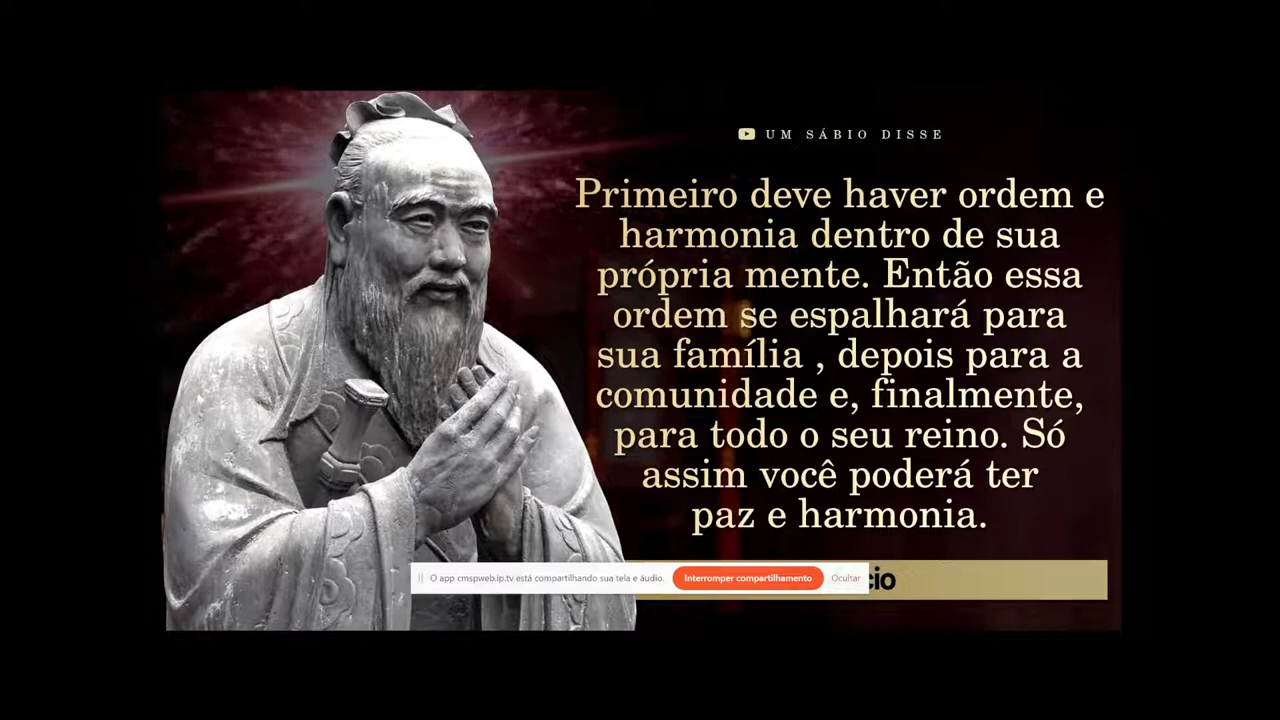 UM SÁBIO DISSE
Primeiro deve haver ordem e
harmonia dentro de sua
própria mente. Então essa
ordem se espalhará para
sua família , depois para a
comunidade e, finalmente,
para todo o seu reino. Só
assim você poderá ter
paz e harmonia.
O app cmspweb.ip.tv está compartilhando sua tela e áudio.
Interromper compartilhamento
Ocultar